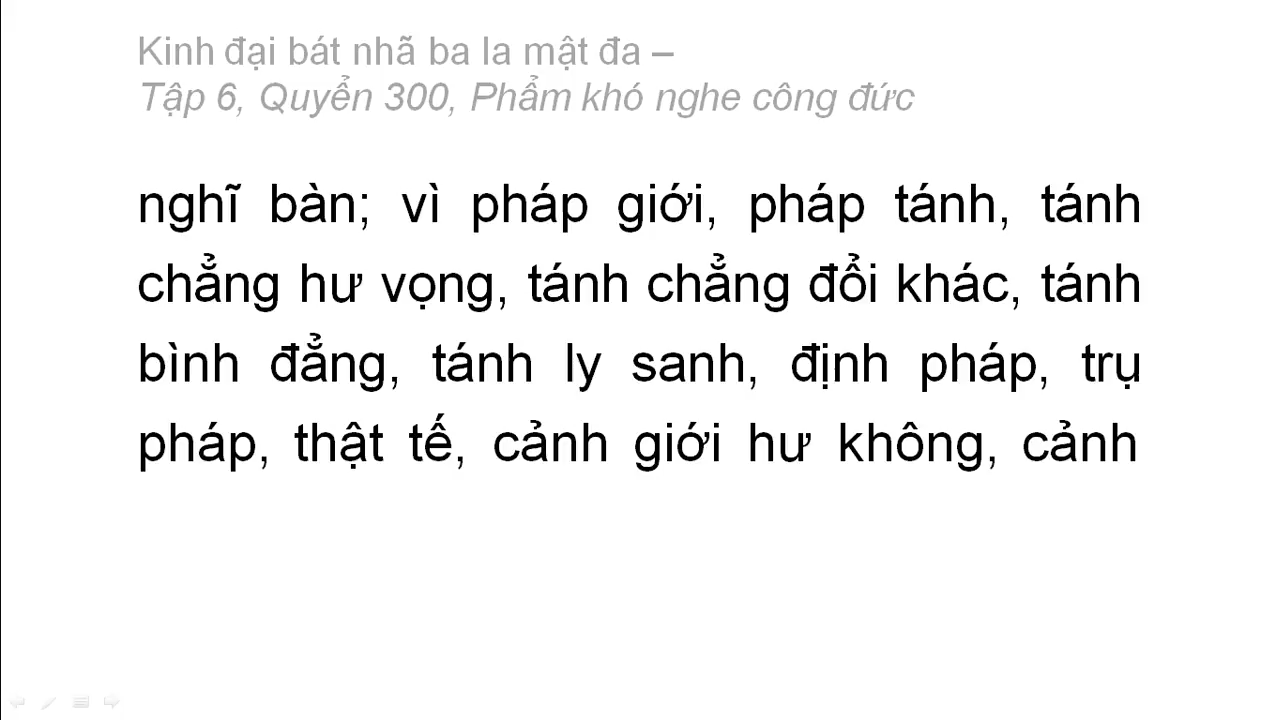 Kinh đại bát nhã ba la mật đa –
Tập 6, Quyển 300, Phẩm khó nghe công đức
nghĩ bàn; vì pháp giới, pháp tánh, tánh
chẳng hư vọng, tánh chẳng đổi khác, tánh
bình đẳng, tánh ly sanh, định pháp, trụ
pháp, thật tế, cảnh giới hư không, cảnh